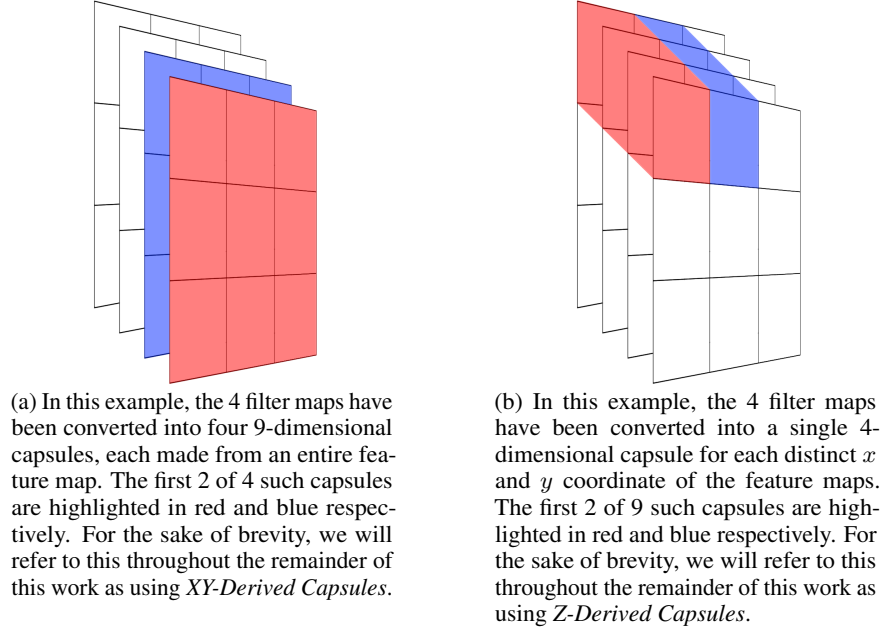 (a) In this example, the 4 filter maps have
been converted into four 9-dimensional
capsules, each made from an entire fea-
ture map. The first 2 of 4 such capsules
are highlighted in red and blue respec-
tively. For the sake of brevity, we will
refer to this throughout the remainder of
this work as using XY-Derived Capsules.
(b) In this example, the 4 filter maps
have been converted into a single 4-
dimensional capsule for each distinct x
and y coordinate of the feature maps.
The first 2 of 9 such capsules are high-
lighted in red and blue respectively. For
the sake of brevity, we will refer to this
throughout the remainder of this work as
using Z-Derived Capsules.